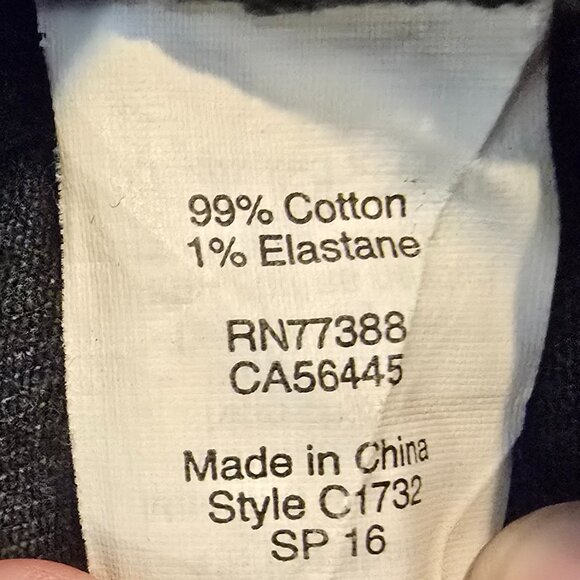 99% Cotton
1% Elastane
RN77388
CA56445
Made in China
Style C1732
SP 16